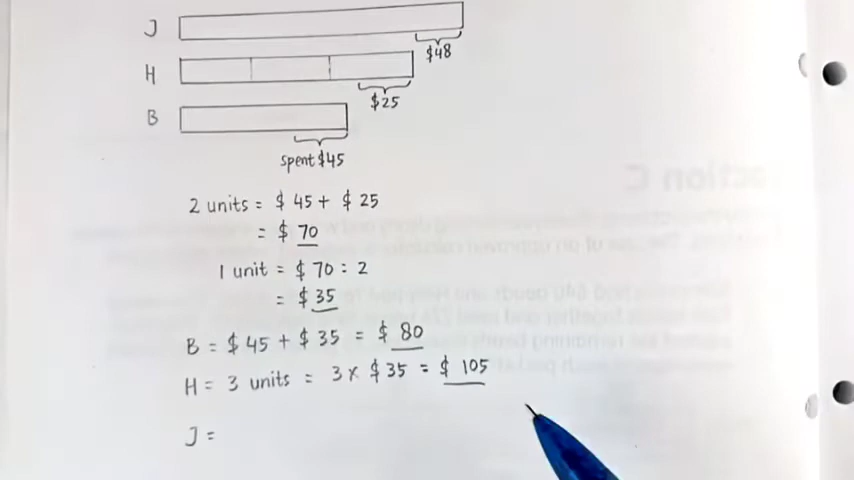 J
$48
H
$25
B
spent $45
2 units = $ 45 + $ 25
= $ 70
1 unit = $ 70 : 2
= $ 35
B = $ 45 + $ 35 = $ 80
H = 3 units = 3 × $ 35 = $ 105
J =